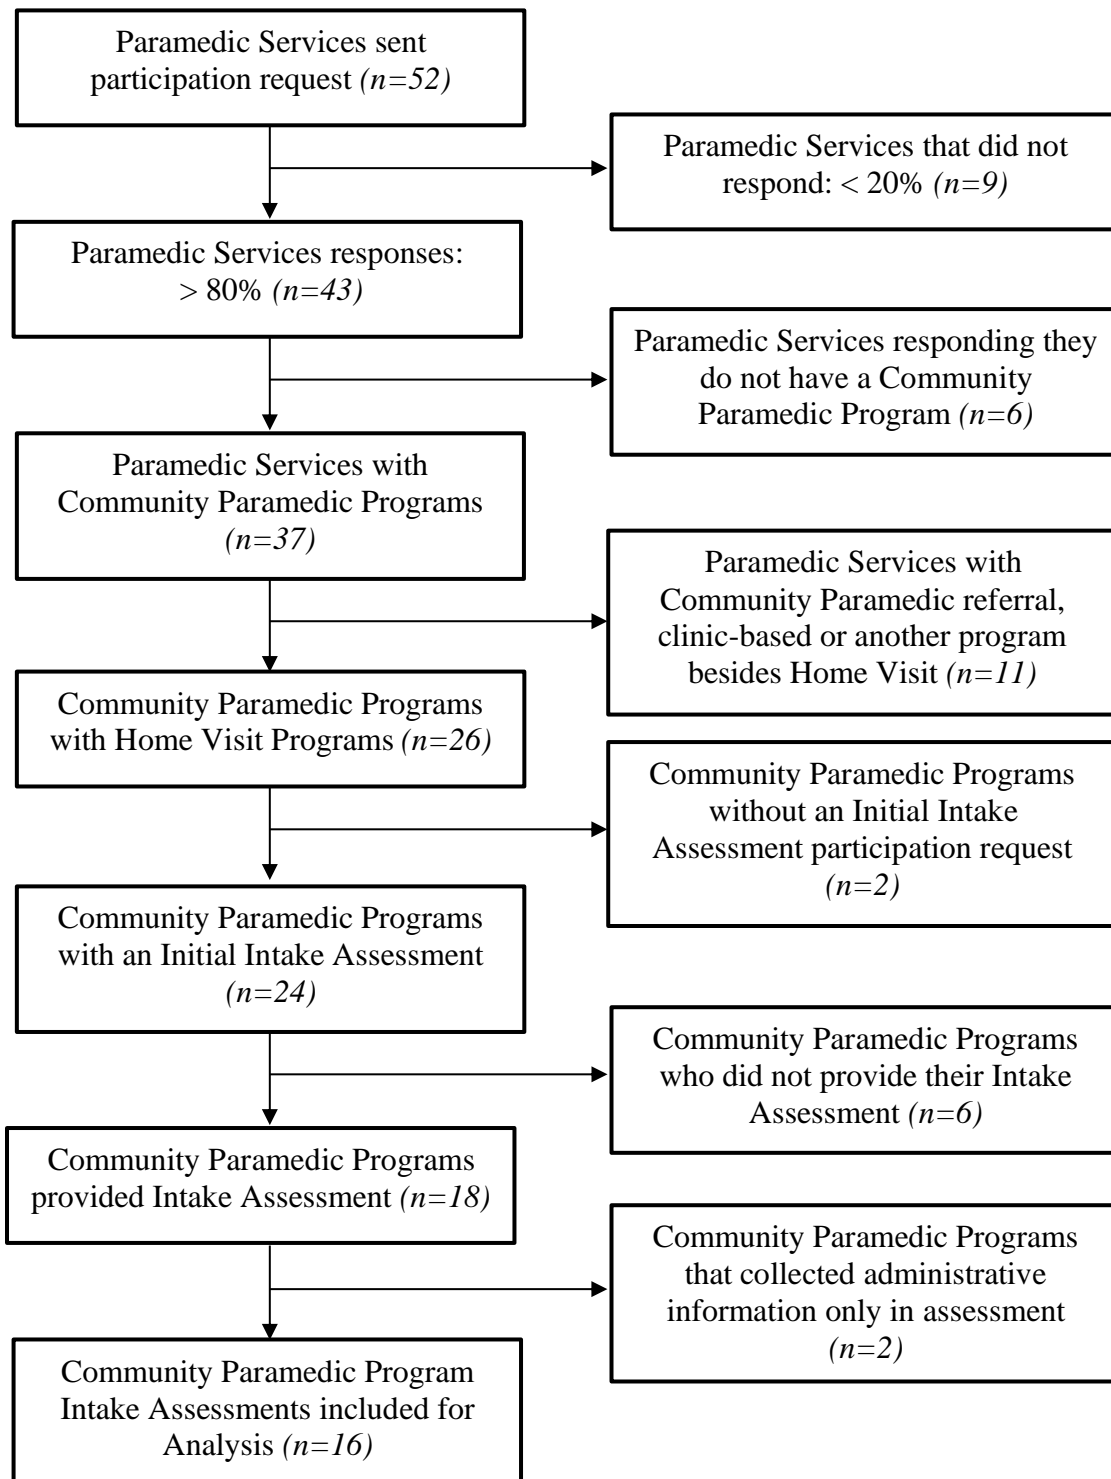 Paramedic Services sent
participation request (n=52)
Paramedic Services that did not
respond: < 20% (n=9)
Paramedic Services responses:
> 80% (n=43)
Paramedic Services responding they
do not have a Community
Paramedic Program (n=6)
Paramedic Services with
Community Paramedic Programs
(n=37)
Paramedic Services with
Community Paramedic referral,
clinic-based or another program
besides Home Visit (n=11)
Community Paramedic Programs
with Home Visit Programs (n=26)
Community Paramedic Programs
without an Initial Intake
Assessment participation request
(n=2)
Community Paramedic Programs
with an Initial Intake Assessment
(n=24)
Community Paramedic Programs
who did not provide their Intake
Assessment (n=6)
Community Paramedic Programs
provided Intake Assessment (n=18)
Community Paramedic Programs
that collected administrative
information only in assessment
(n=2)
Community Paramedic Program
Intake Assessments included for
Analysis (n=16)